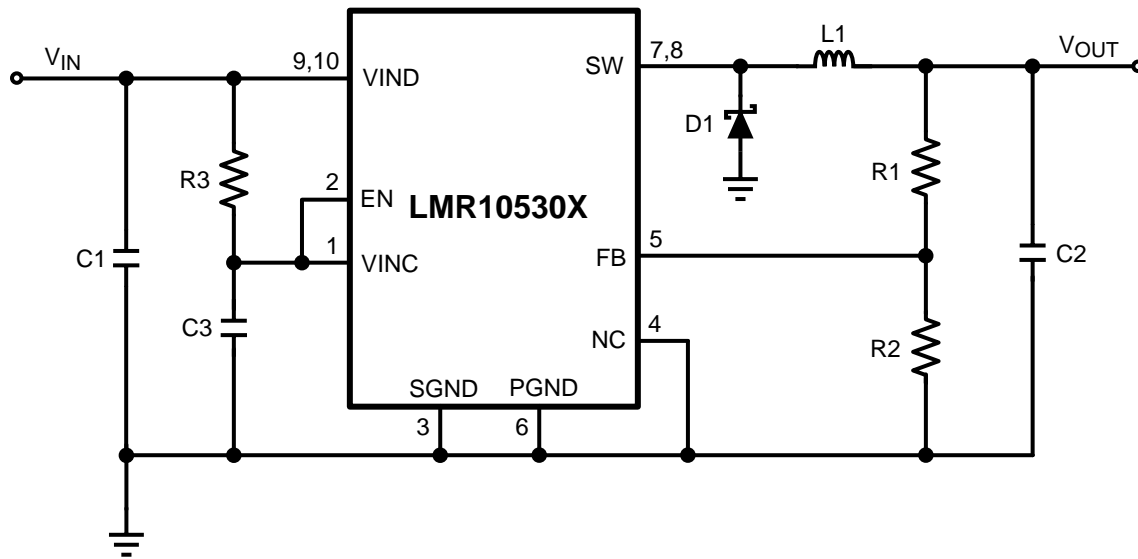 VIN
9,10
VIND
SW
7,8
L1
VOUT
D1
R3
2
EN
LMR10530X
R1
1
VINC
FB
5
C1
C2
C3
NC
4
R2
SGND
PGND
3
6